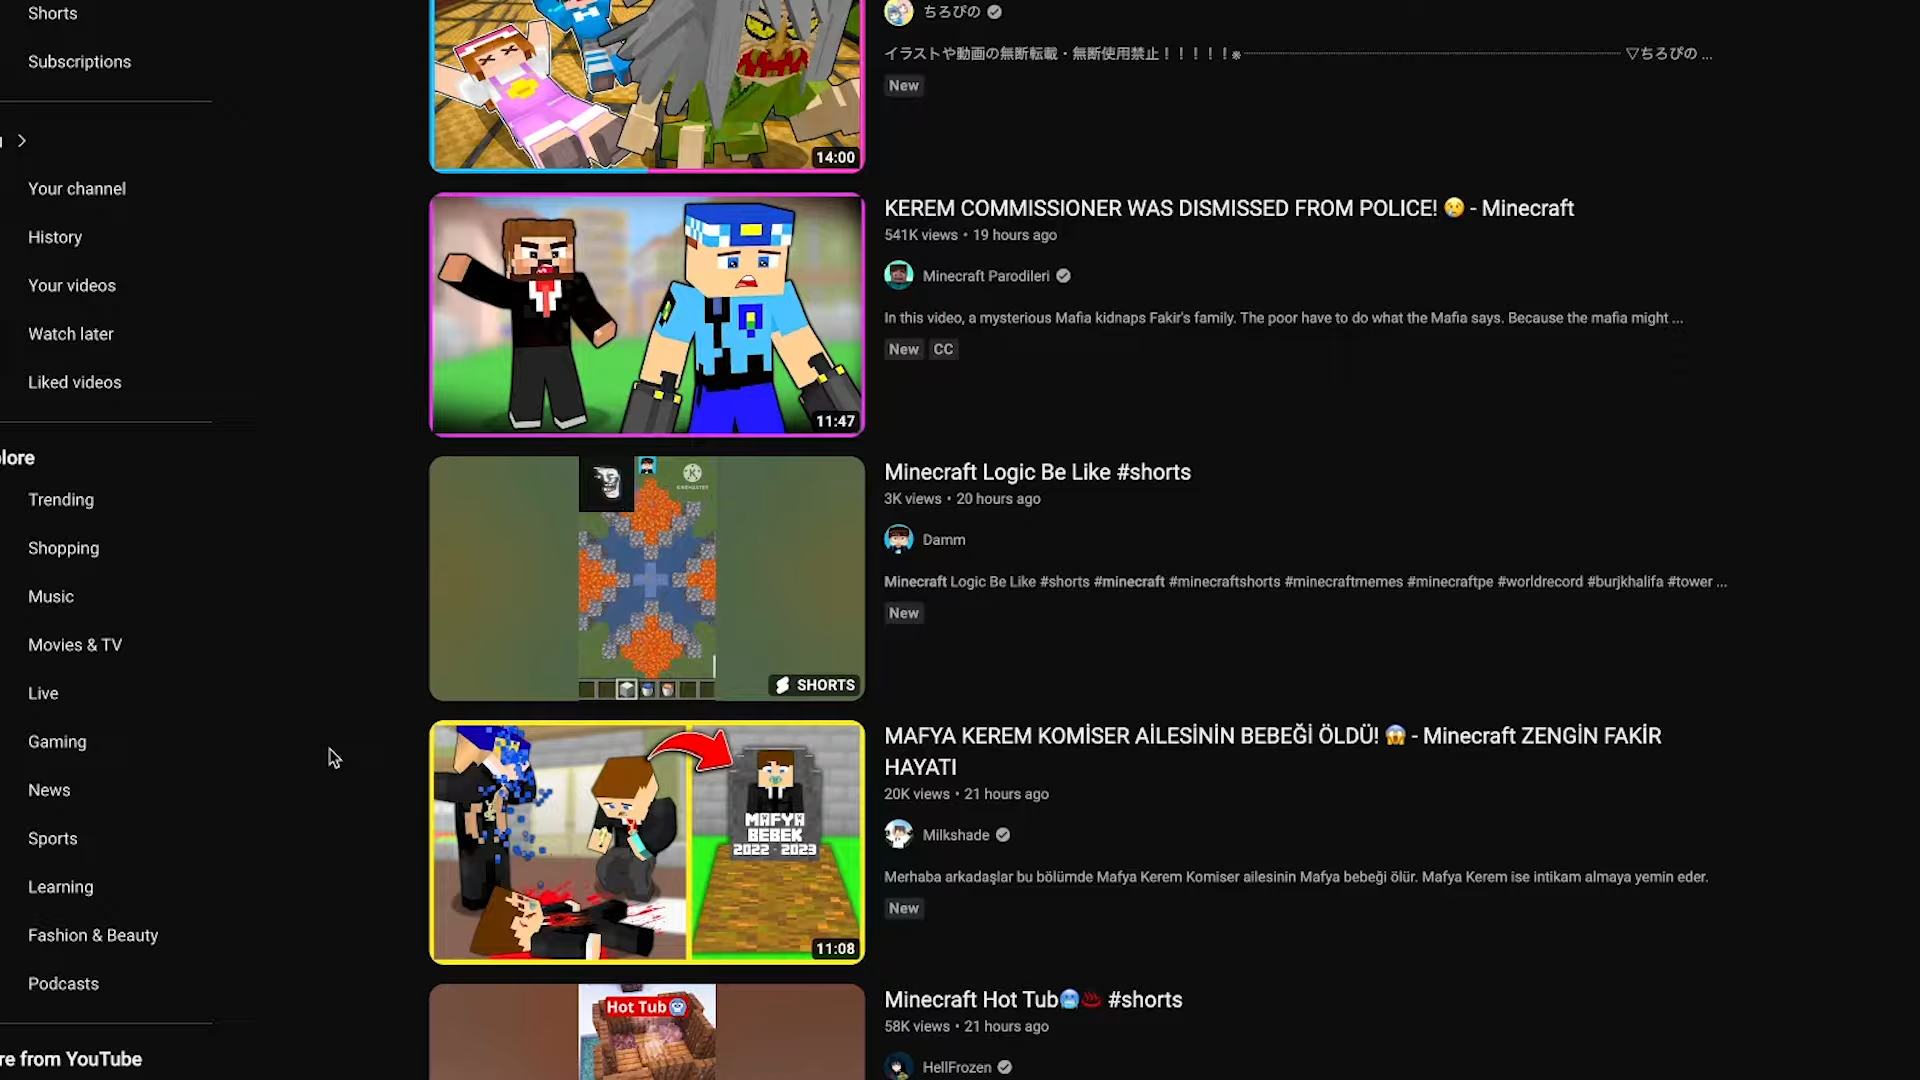 Shorts
Subscriptions
Your channel
History
Your videos
Watch later
Liked videos
lore
Trending
Shopping
Music
Movies & TV
Live
Gaming
News
Sports
Learning
Fashion & Beauty
Podcasts
re from YouTube
14:00
ちろぴの
イラストや動画の無断転載・無断使用禁止！！！！！※┈┈┈┈┈┈┈┈┈┈┈┈┈┈┈┈┈┈┈┈ ▽ちろぴの ...
New
11:47
KEREM COMMISSIONER WAS DISMISSED FROM POLICE! 😢 - Minecraft
541K views • 19 hours ago
Minecraft Parodileri
In this video, a mysterious Mafia kidnaps Fakir's family. The poor have to do what the Mafia says. Because the mafia might ...
New CC
KINEMASTER
SHORTS
Minecraft Logic Be Like #shorts
3K views • 20 hours ago
Damm
Minecraft Logic Be Like #shorts #minecraft #minecraftshorts #minecraftmemes #minecraftpe #worldrecord #burjkhalifa #tower ...
New
MAFYA
BEBEK
2022 - 2023
11:08
MAFYA KEREM KOMİSER AİLESİNİN BEBEĞİ ÖLDÜ! 😱 - Minecraft ZENGİN FAKİR
HAYATI
20K views • 21 hours ago
Milkshade
Merhaba arkadaşlar bu bölümde Mafya Kerem Komiser ailesinin Mafya bebeği ölür. Mafya Kerem ise intikam almaya yemin eder.
New
Hot Tub🥶
Minecraft Hot Tub🥶♨️ #shorts
58K views • 21 hours ago
HellFrozen